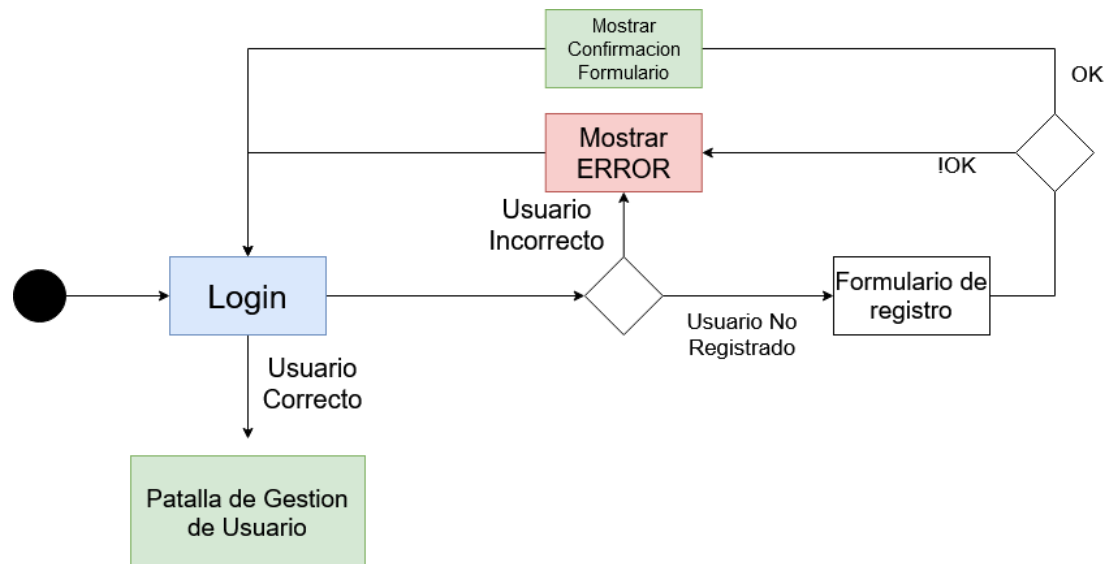 Mostrar
Confirmacion
Formulario
OK
Mostrar
ERROR
!OK
Usuario
Incorrecto
Login
Formulario de
registro
Usuario No
Registrado
Usuario
Correcto
Patalla de Gestion
de Usuario